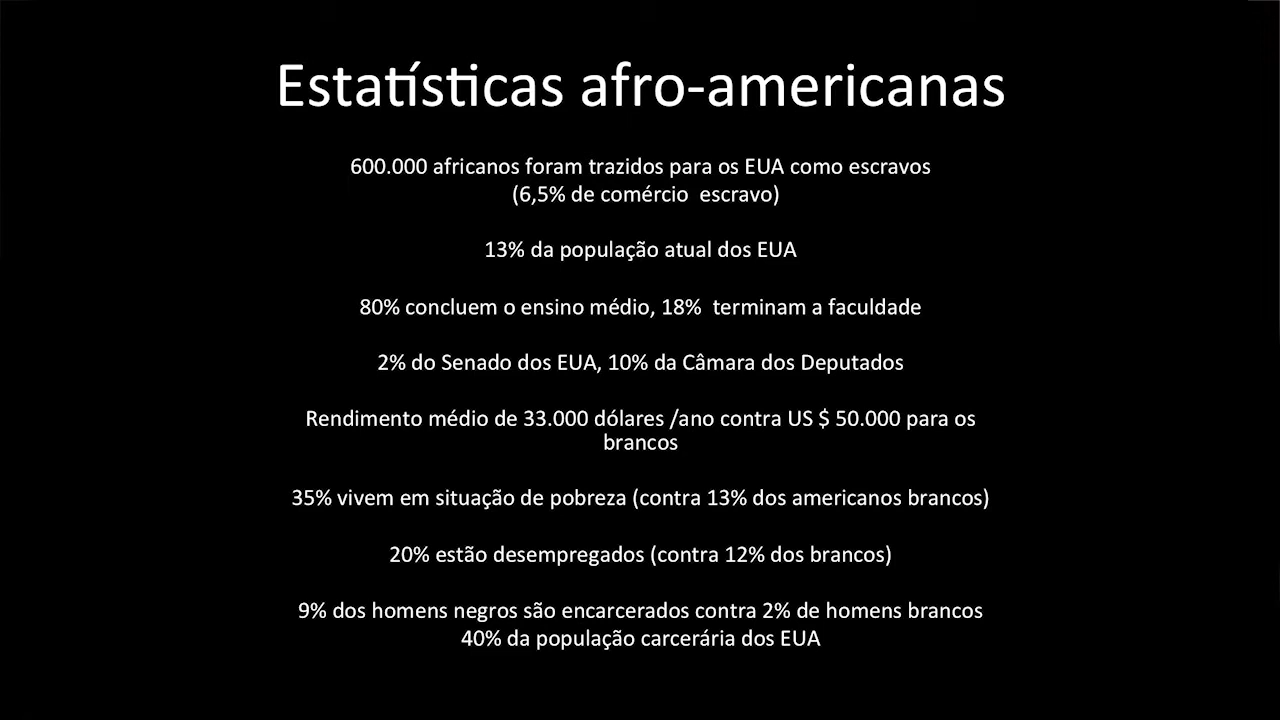 Estatísticas afro-americanas
600.000 africanos foram trazidos para os EUA como escravos
(6,5% de comércio  escravo)
13% da população atual dos EUA
80% concluem o ensino médio, 18%  terminam a faculdade
2% do Senado dos EUA, 10% da Câmara dos Deputados
Rendimento médio de 33.000 dólares /ano contra US $ 50.000 para os
brancos
35% vivem em situação de pobreza (contra 13% dos americanos brancos)
20% estão desempregados (contra 12% dos brancos)
9% dos homens negros são encarcerados contra 2% de homens brancos
40% da população carcerária dos EUA